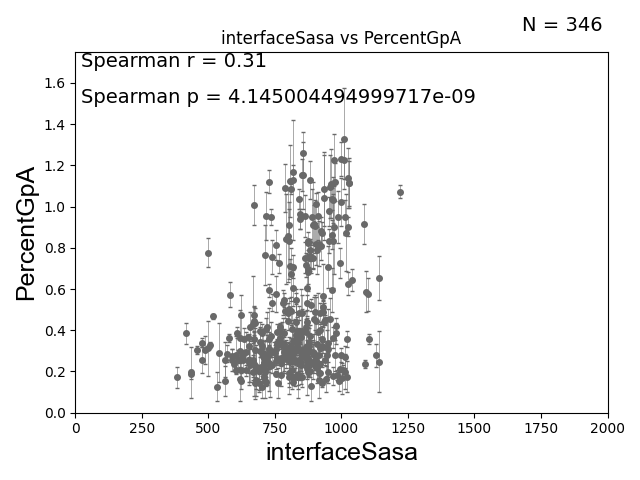 N = 346
interfaceSasa vs PercentGpA
Spearman r = 0.31
Spearman p = 4.145004494999717e-09
PercentGpA
1.6
1.4
1.2
1.0
0.8
0.6
0.4
0.2
0.0
0 250 500 750 1000 1250 1500 1750 2000
interfaceSasa